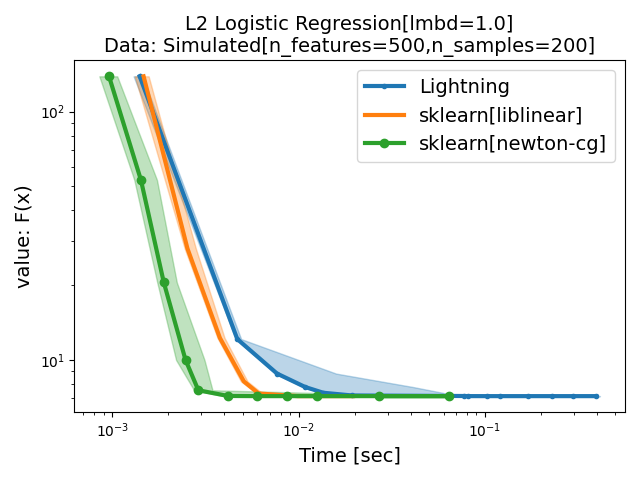 L2 Logistic Regression[lmbd=1.0]
Data: Simulated[n_features=500,n_samples=200]
Lightning
sklearn[liblinear]
sklearn[newton-cg]
value: F(x)
10²
10¹
10⁻³
10⁻²
10⁻¹
Time [sec]